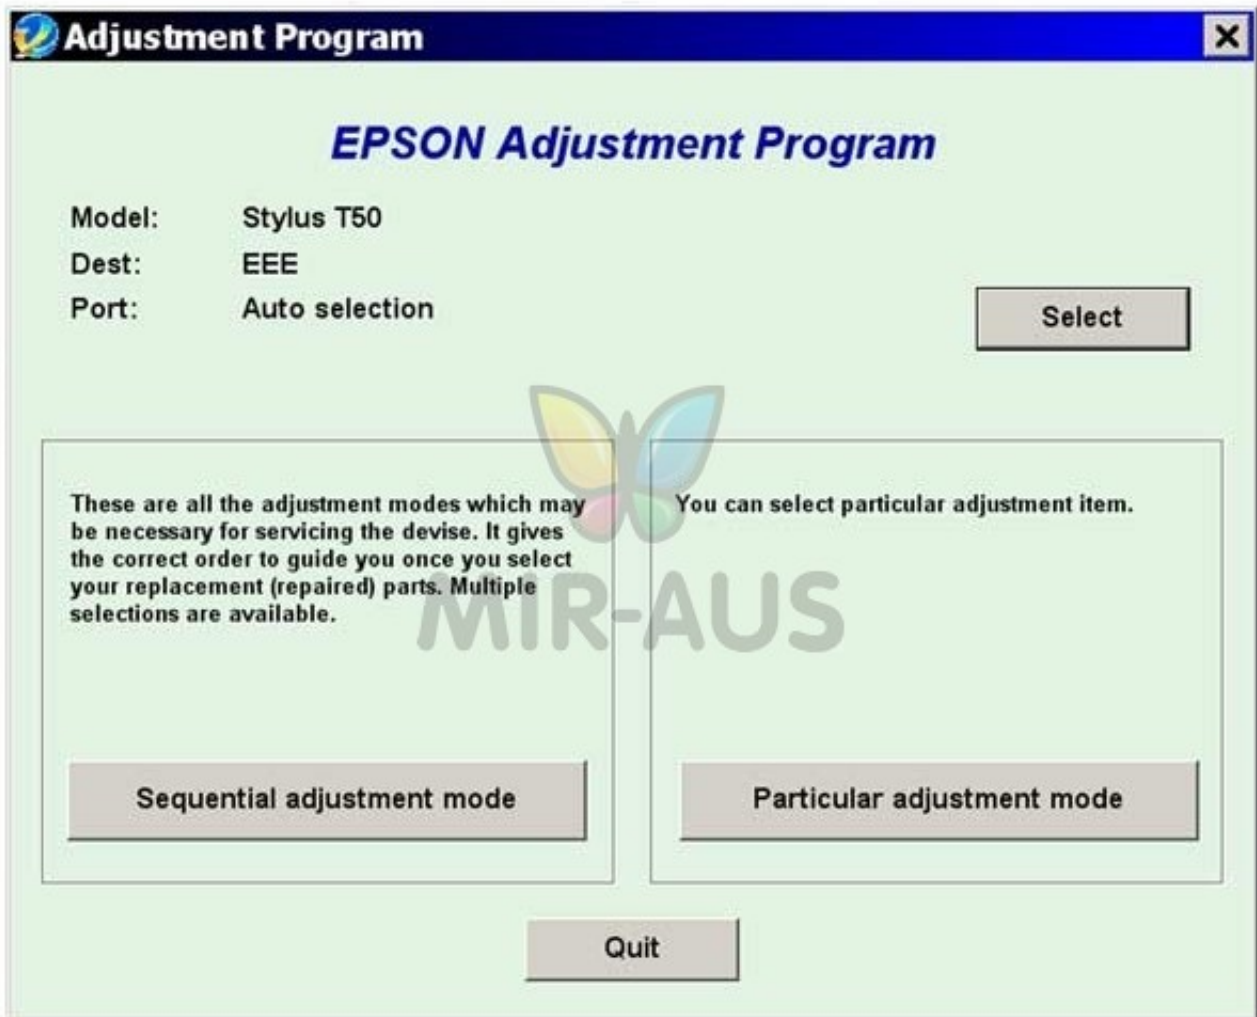 Adjustment Program
EPSON Adjustment Program
Model: Stylus T50
Dest: EEE
Port: Auto selection
Select
These are all the adjustment modes which may
be necessary for servicing the devise. It gives
the correct order to guide you once you select
your replacement (repaired) parts. Multiple
selections are available.
Sequential adjustment mode
You can select particular adjustment item.
Particular adjustment mode
MIR-AUS
Quit